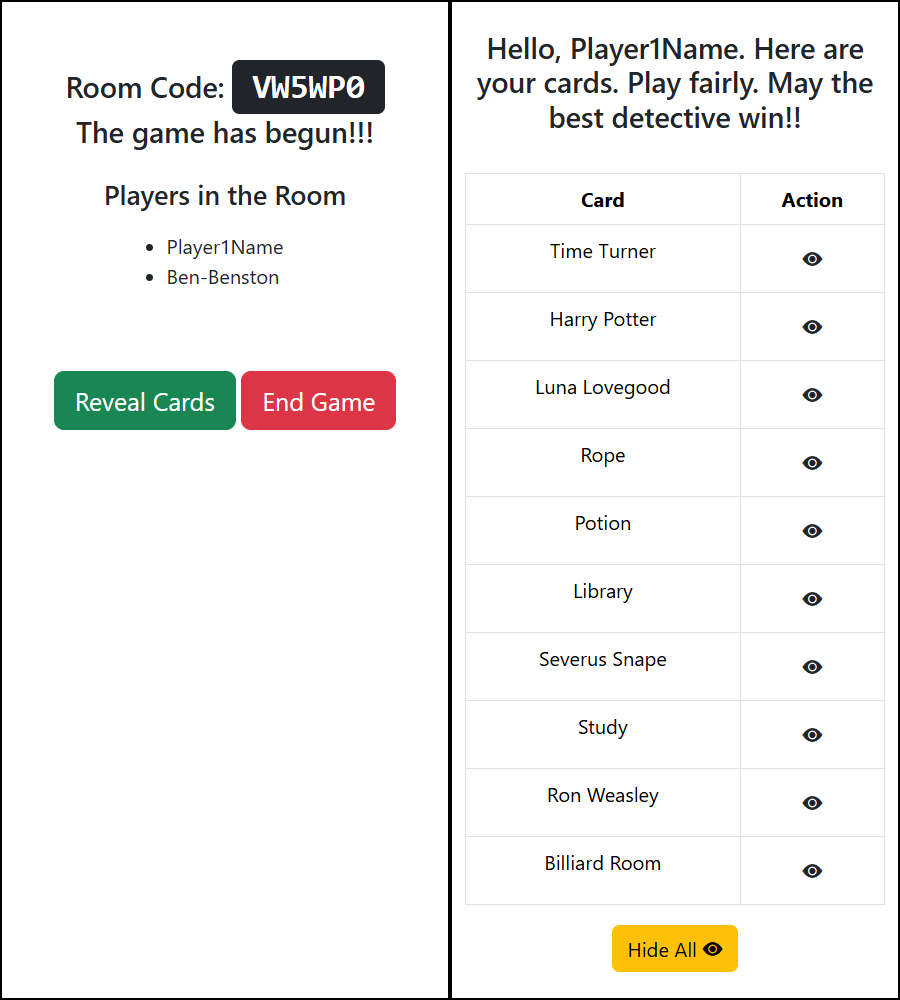 Room Code: VW5WP0
The game has begun!!!
Players in the Room
Player1Name
Ben-Benston
Reveal Cards
End Game
Hello, Player1Name. Here are
your cards. Play fairly. May the
best detective win!!
Card Action
Time Turner
Harry Potter
Luna Lovegood
Rope
Potion
Library
Severus Snape
Study
Ron Weasley
Billiard Room
Hide All